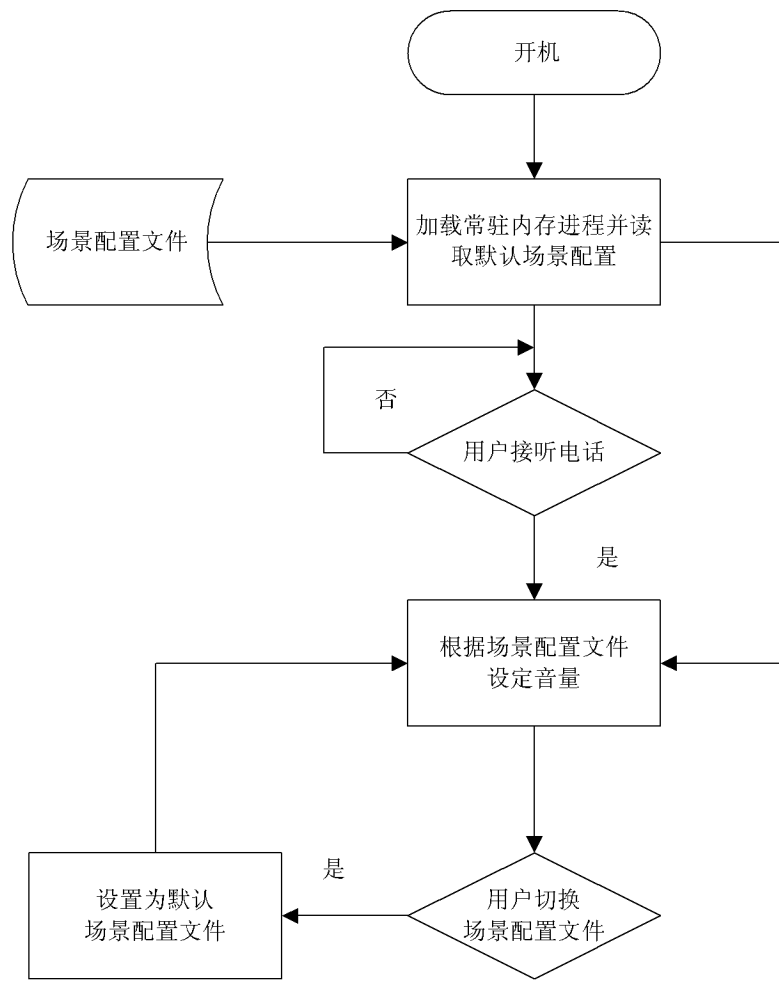 开机
场景配置文件
加载常驻内存进程并读
取默认场景配置
否
用户接听电话
是
根据场景配置文件
设定音量
是
设置为默认
场景配置文件
用户切换
场景配置文件